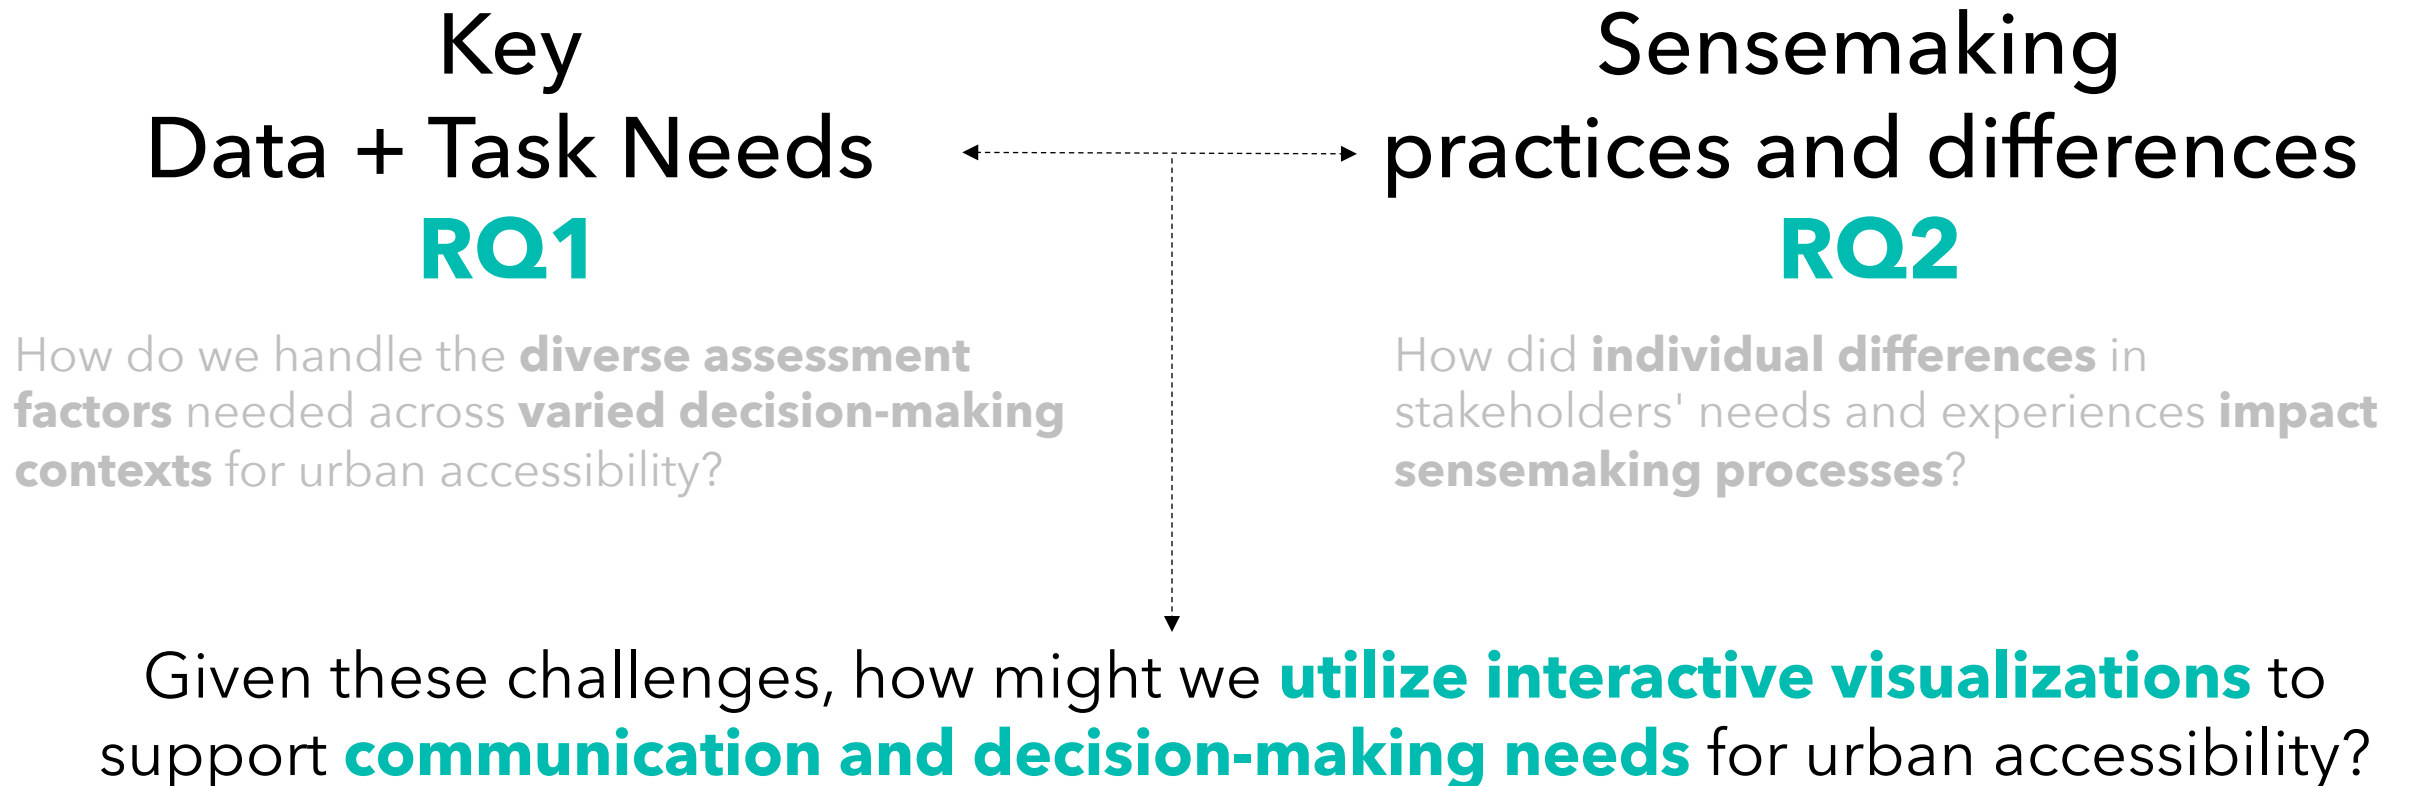 Key
Data + Task Needs
RQ1
How do we handle the diverse assessment
factors needed across varied decision-making
contexts for urban accessibility?
Sensemaking
practices and differences
RQ2
How did individual differences in
stakeholders' needs and experiences impact
sensemaking processes?
Given these challenges, how might we utilize interactive visualizations to
support communication and decision-making needs for urban accessibility?